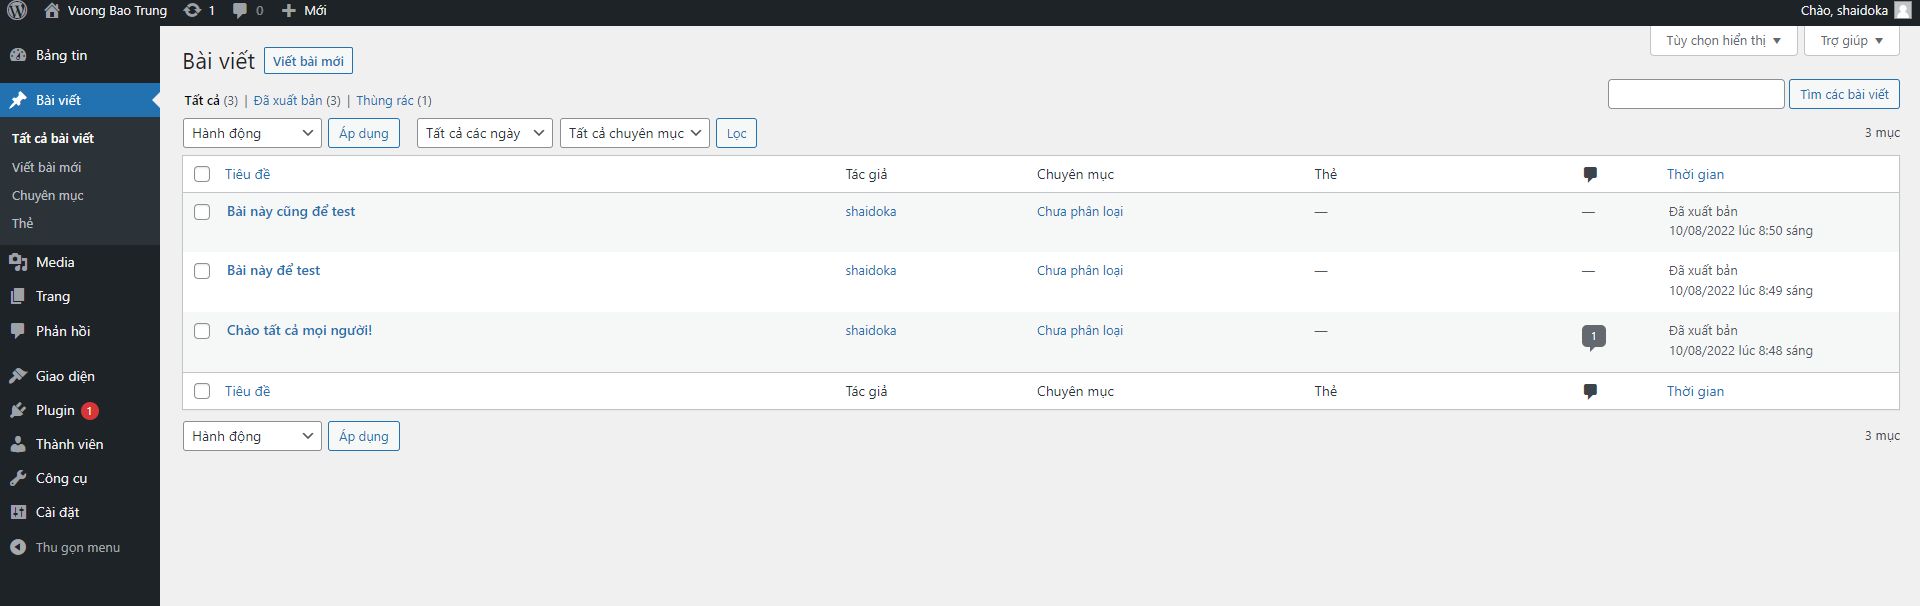 Vuong Bao Trung 1 0 Mới Chào, shaidoka
Bảng tin
Bài viết
Tất cả bài viết
Viết bài mới
Chuyên mục
Thẻ
Media
Trang
Phản hồi
Giao diện
Plugin 1
Thành viên
Công cụ
Cài đặt
Thu gọn menu
Tùy chọn hiển thị ▼ Trợ giúp ▼
Bài viết Viết bài mới
Tất cả (3) | Đã xuất bản (3) | Thùng rác (1)
Tìm các bài viết
Hành động Áp dụng Tất cả các ngày Tất cả chuyên mục Lọc 3 mục
Tiêu đề Tác giả Chuyên mục Thẻ Thời gian
Bài này cũng để test shaidoka Chưa phân loại — — Đã xuất bản
10/08/2022 lúc 8:50 sáng
Bài này để test shaidoka Chưa phân loại — — Đã xuất bản
10/08/2022 lúc 8:49 sáng
Chào tất cả mọi người! shaidoka Chưa phân loại — 1 Đã xuất bản
10/08/2022 lúc 8:48 sáng
Tiêu đề Tác giả Chuyên mục Thẻ Thời gian
Hành động Áp dụng 3 mục